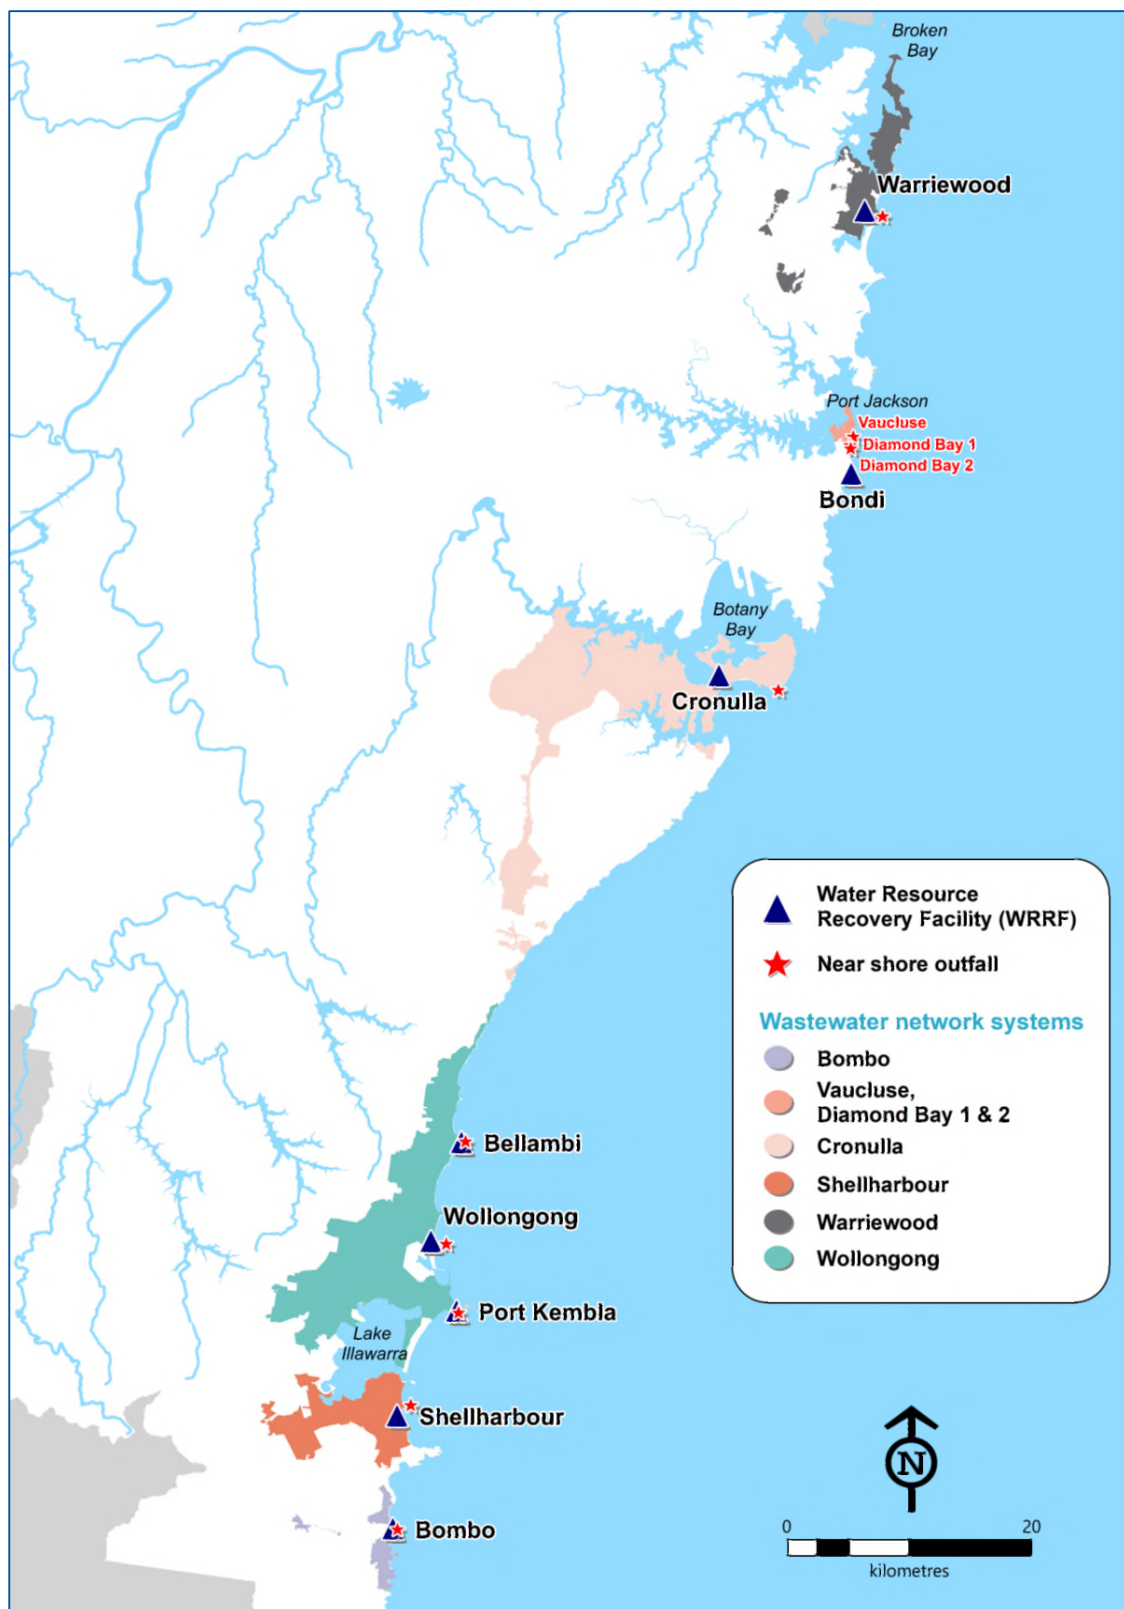 Broken
Bay
Warriewood
Port Jackson
Vaucluse
Diamond Bay 1
Diamond Bay 2
Bondi
Botany
Bay
Cronulla
Water Resource
Recovery Facility (WRRF)
Near shore outfall
Wastewater network systems
Bombo
Vaucluse,
Diamond Bay 1 & 2
Cronulla
Shellharbour
Warriewood
Wollongong
Bellambi
Wollongong
Port Kembla
Lake
Illawarra
Shellharbour
Bombo
N
0 20
kilometres